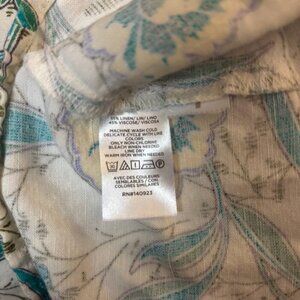 55% LINEN/ LIN/ LINO
45% VISCOSE/ VISCOSA
MACHINE WASH COLD
DELICATE CYCLE WITH LIKE
COLORS
ONLY NON-CHLORINE
BLEACH WHEN NEEDED
LINE DRY
WARM IRON WHEN NEEDED
AVEC DES COULEURS
SEMBLABLES / CON
COLORES SIMILARES
RN#140923